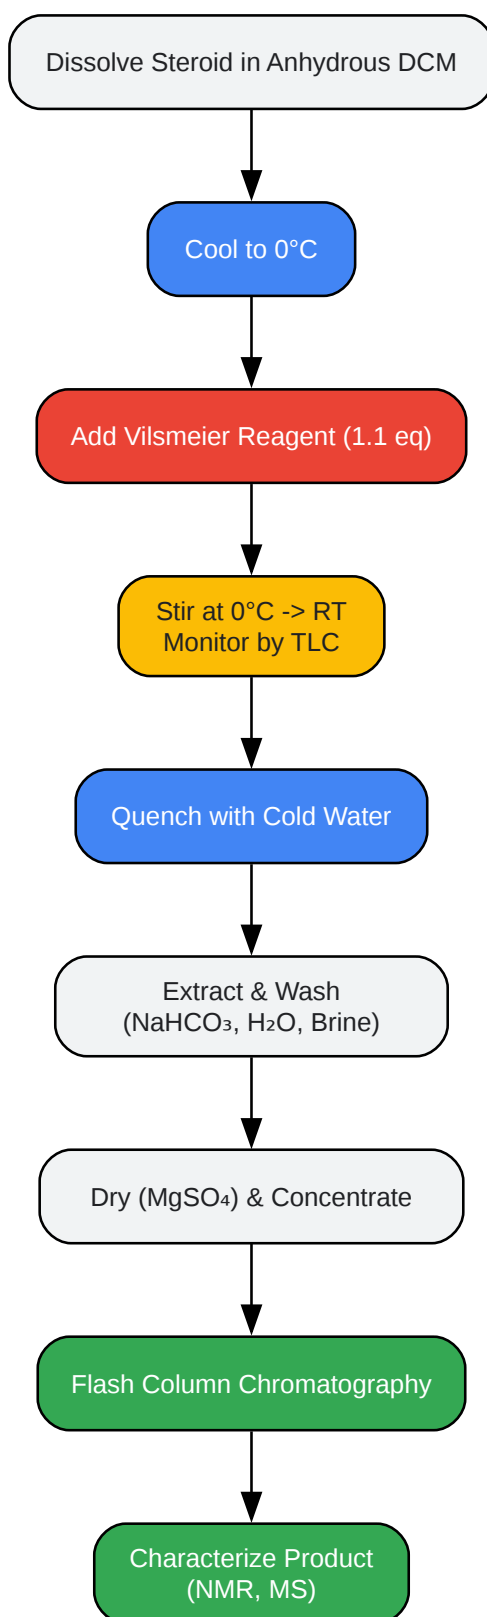 Dissolve Steroid in Anhydrous DCM
Cool to 0°C
Add Vilsmeier Reagent (1.1 eq)
Stir at 0°C -> RT
Monitor by TLC
Quench with Cold Water
Extract & Wash
(NaHCO₃, H₂O, Brine)
Dry (MgSO₄) & Concentrate
Flash Column Chromatography
Characterize Product
(NMR, MS)